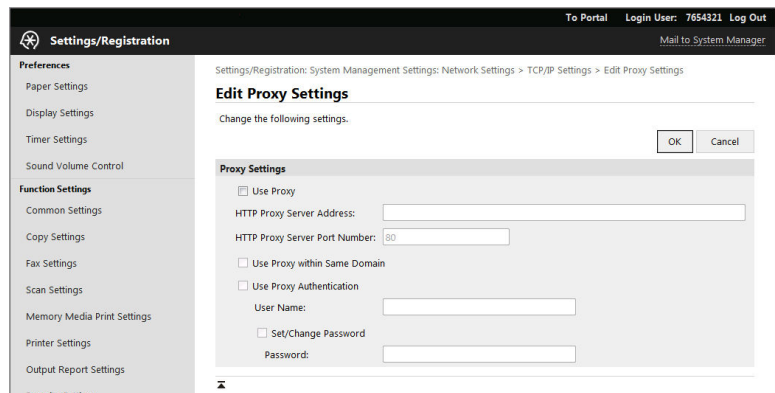 To Portal Login User: 7654321 Log Out
Settings/Registration Mail to System Manager
Preferences
Paper Settings
Display Settings
Timer Settings
Sound Volume Control
Function Settings
Common Settings
Copy Settings
Fax Settings
Scan Settings
Memory Media Print Settings
Printer Settings
Output Report Settings
Settings/Registration: System Management Settings: Network Settings > TCP/IP Settings > Edit Proxy Settings
Edit Proxy Settings
Change the following settings.
OK Cancel
Proxy Settings
Use Proxy
HTTP Proxy Server Address:
HTTP Proxy Server Port Number: 80
Use Proxy within Same Domain
Use Proxy Authentication
User Name:
Set/Change Password
Password: